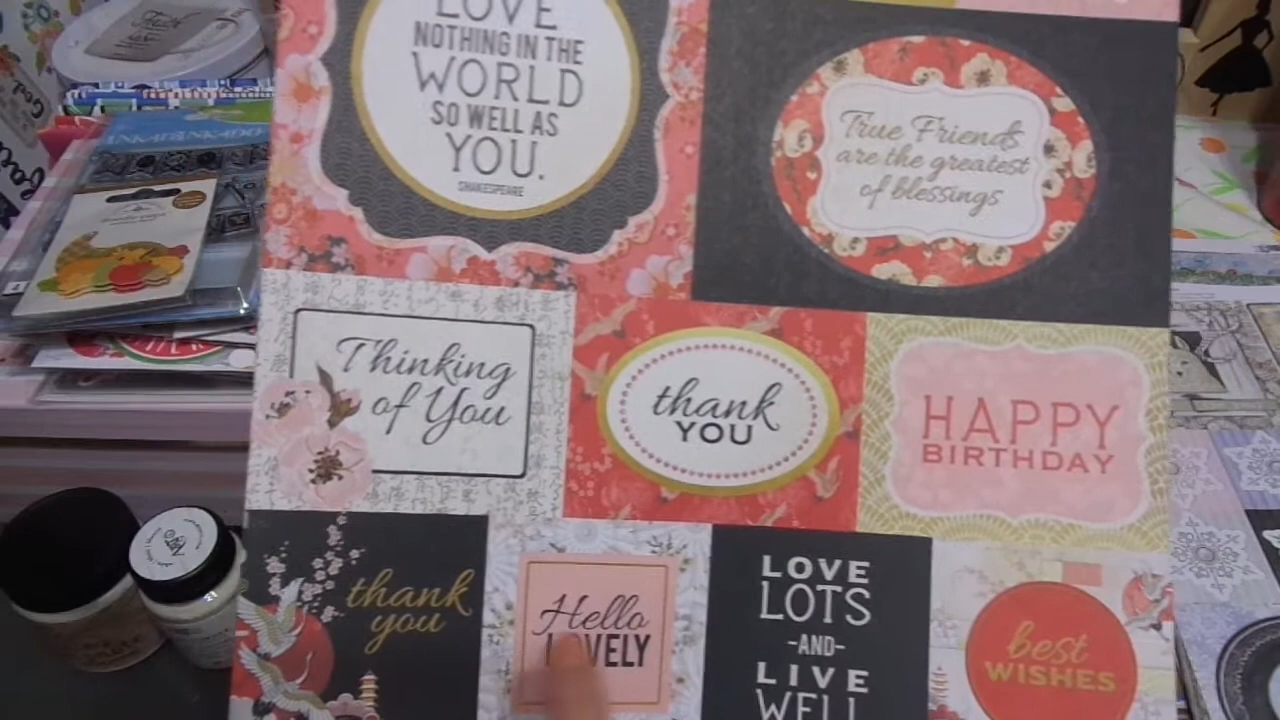 LOVE
NOTHING IN THE
WORLD
SO WELL AS
YOU.
SHAKESPEARE
True Friends
are the greatest
of blessings
Thinking
of You
thank
YOU
HAPPY
BIRTHDAY
thank
you
Hello
LOVELY
LOVE
LOTS
-AND-
LIVE
WELL
best
WISHES